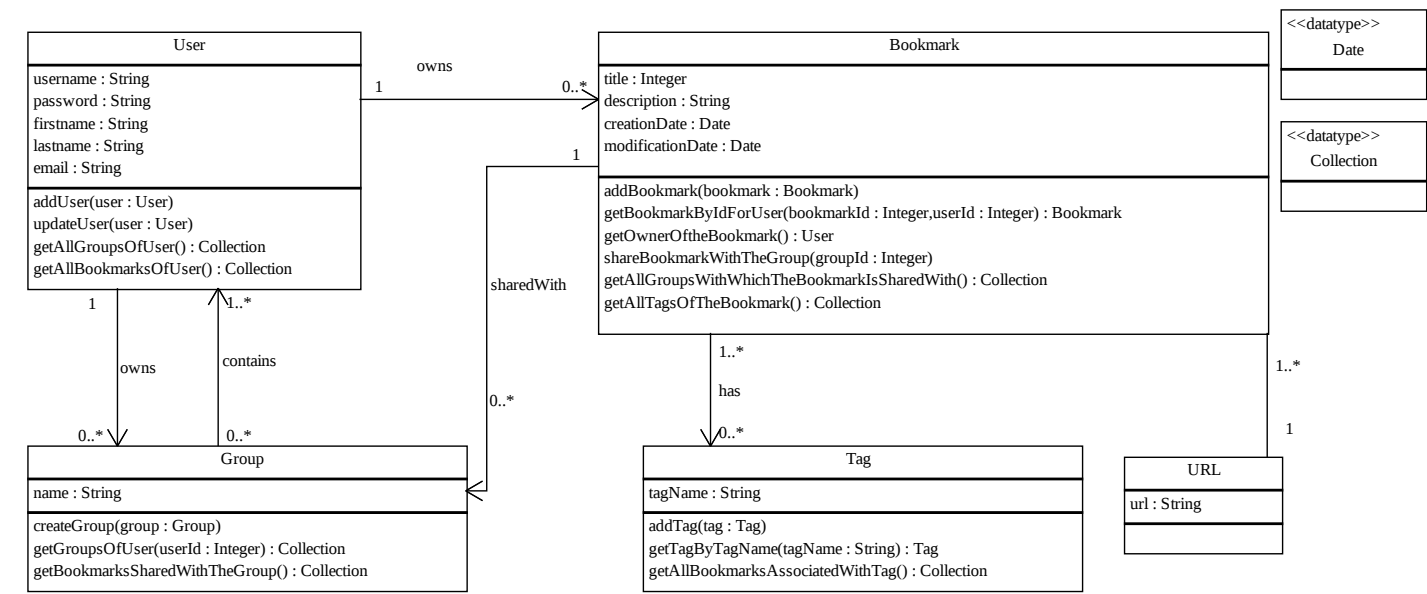 User
username : String
password : String
firstname : String
lastname : String
email : String
addUser(user : User)
updateUser(user : User)
getAllGroupsOfUser() : Collection
getAllBookmarksOfUser() : Collection
owns
1
0..*
Bookmark
title : Integer
description : String
creationDate : Date
modificationDate : Date
addBookmark(bookmark : Bookmark)
getBookmarkByIdForUser(bookmarkId : Integer,userId : Integer) : Bookmark
getOwnerOftheBookmark() : User
shareBookmarkWithTheGroup(groupId : Integer)
getAllGroupsWithWhichTheBookmarkIsSharedWith() : Collection
getAllTagsOfTheBookmark() : Collection
<<datatype>>
Date
<<datatype>>
Collection
1
sharedWith
0..*
1
owns
0..*
1..*
contains
0..*
1..*
has
0..*
1..*
1
Group
name : String
createGroup(group : Group)
getGroupsOfUser(userId : Integer) : Collection
getBookmarksSharedWithTheGroup() : Collection
Tag
tagName : String
addTag(tag : Tag)
getTagByTagName(tagName : String) : Tag
getAllBookmarksAssociatedWithTag() : Collection
URL
url : String